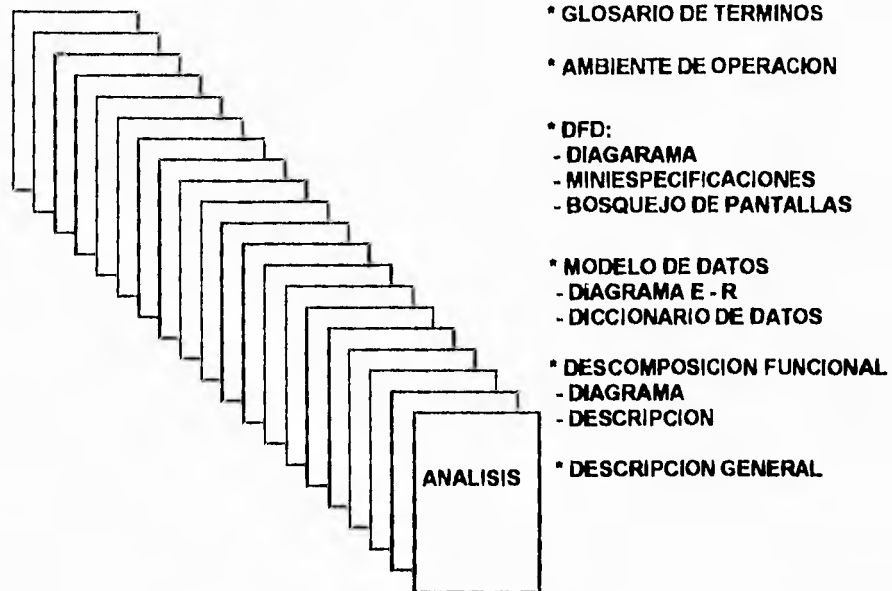 * GLOSARIO DE TERMINOS
* AMBIENTE DE OPERACION
* DFD:
- DIAGARAMA
- MINIESPECIFICACIONES
- BOSQUEJO DE PANTALLAS
* MODELO DE DATOS
- DIAGRAMA E - R
- DICCIONARIO DE DATOS
* DESCOMPOSICION FUNCIONAL
- DIAGRAMA
- DESCRIPCION
ANALISIS
* DESCRIPCION GENERAL